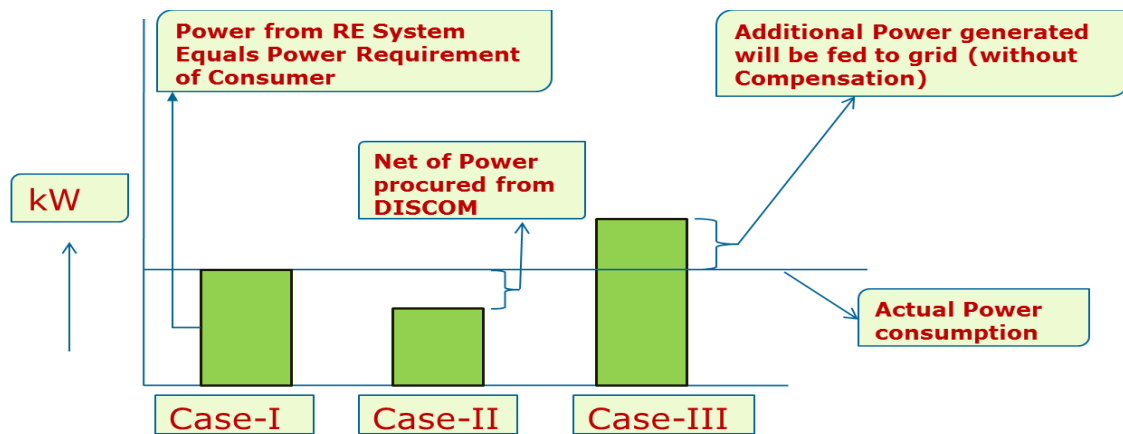 Power from RE System
Equals Power Requirement
of Consumer
Additional Power generated
will be fed to grid (without
Compensation)
Net of Power
procured from
DISCOM
kW
Actual Power
consumption
Case-I
Case-II
Case-III